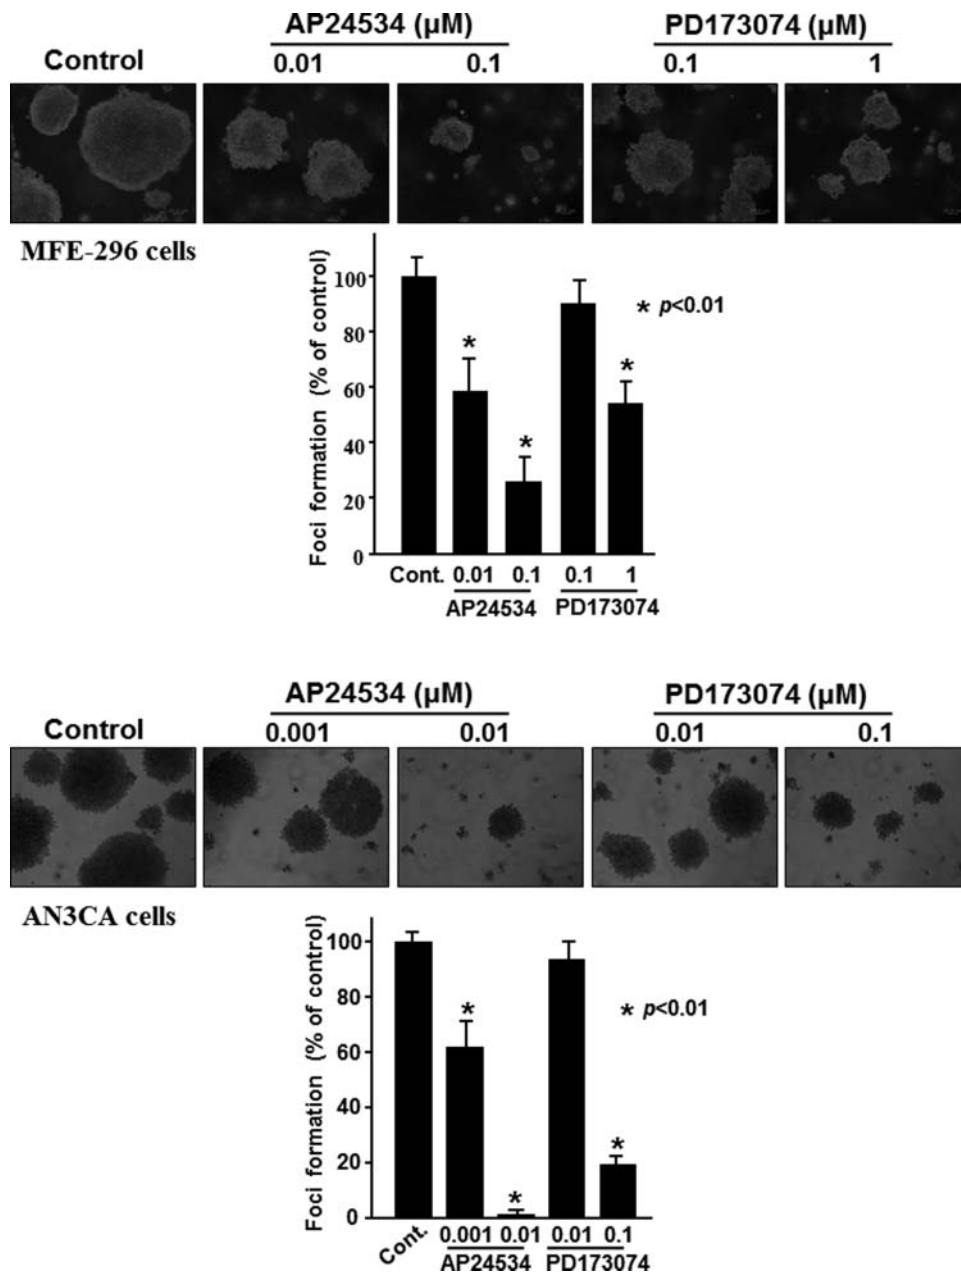 AP24534 (µM) PD173074 (µM)
Control 0.01 0.1 0.1 1
MFE-296 cells
Foci formation (% of control)
100
80
60
40
20
0
* p<0.01
*
*
*
Cont. 0.01 0.1 0.1 1
AP24534 PD173074
AP24534 (µM) PD173074 (µM)
Control 0.001 0.01 0.01 0.1
AN3CA cells
Foci formation (% of control)
100
80
60
40
20
0
* p<0.01
*
*
*
Cont. 0.001 0.01 0.01 0.1
AP24534 PD173074